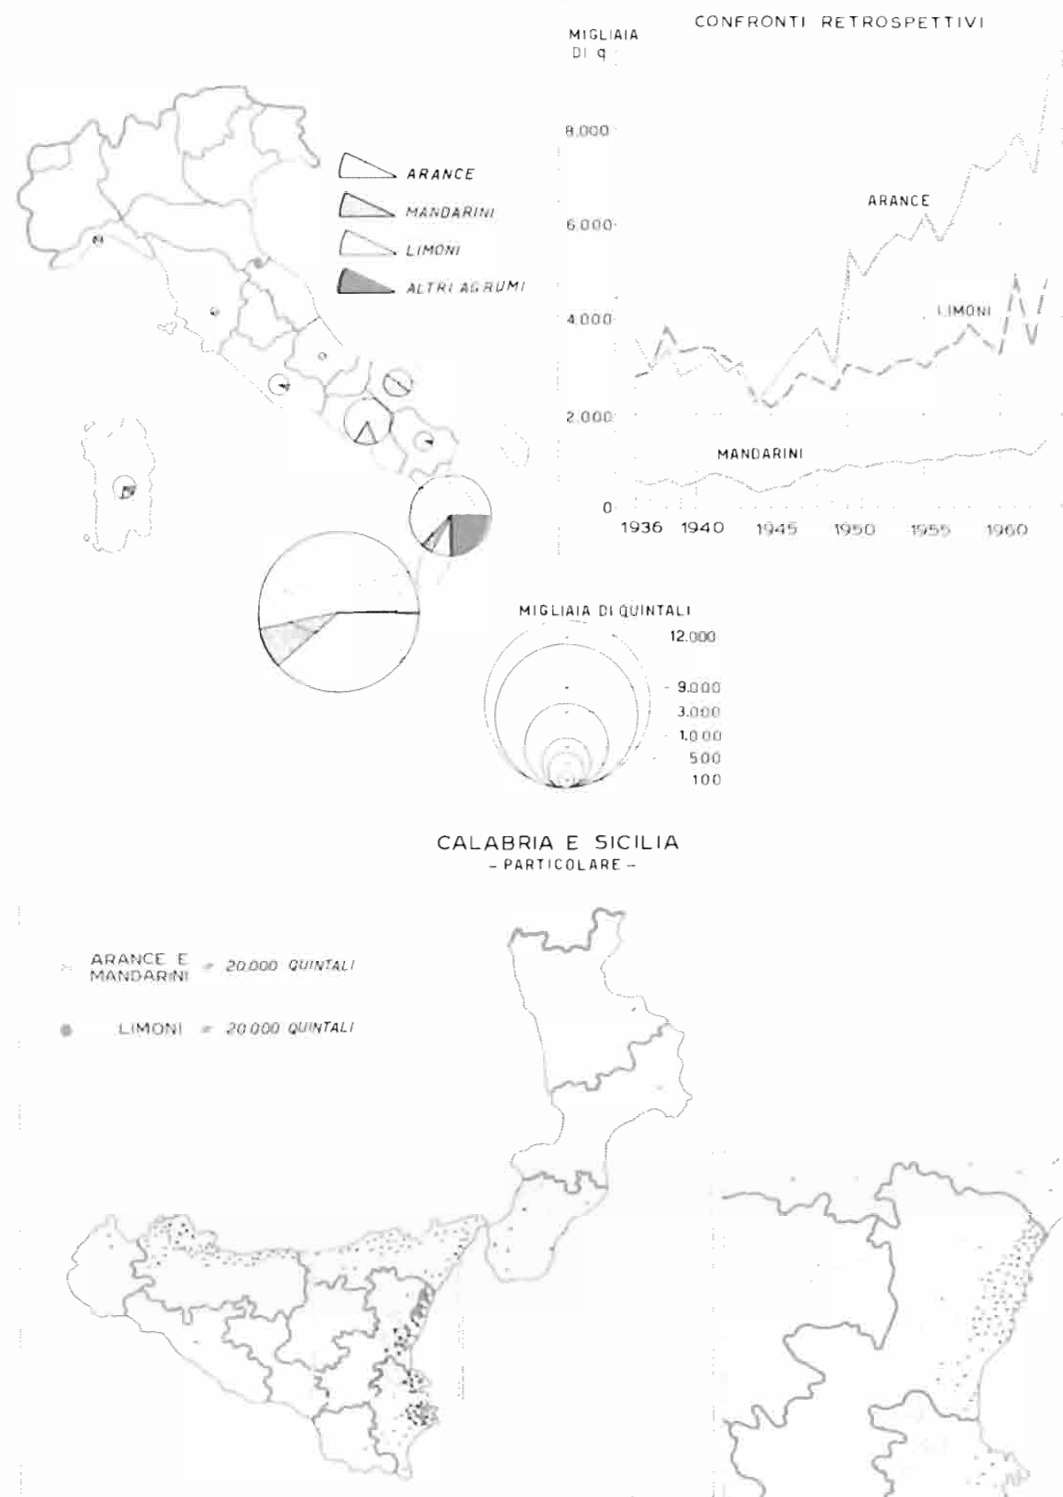 CONFRONTI RETROSPETTIVI
MIGLIAIA
DI q
8.000
6.000
4.000
2.000
0
ARANCE
LIMONI
MANDARINI
1936 1940 1945 1950 1955 1960
ARANCE
MANDARINI
LIMONI
ALTRI AGRUMI
MIGLIAIA DI QUINTALI
12.000
9.000
3.000
1.000
500
100
CALABRIA E SICILIA
- PARTICOLARE -
ARANCE E
MANDARINI = 20.000 QUINTALI
LIMONI = 20.000 QUINTALI